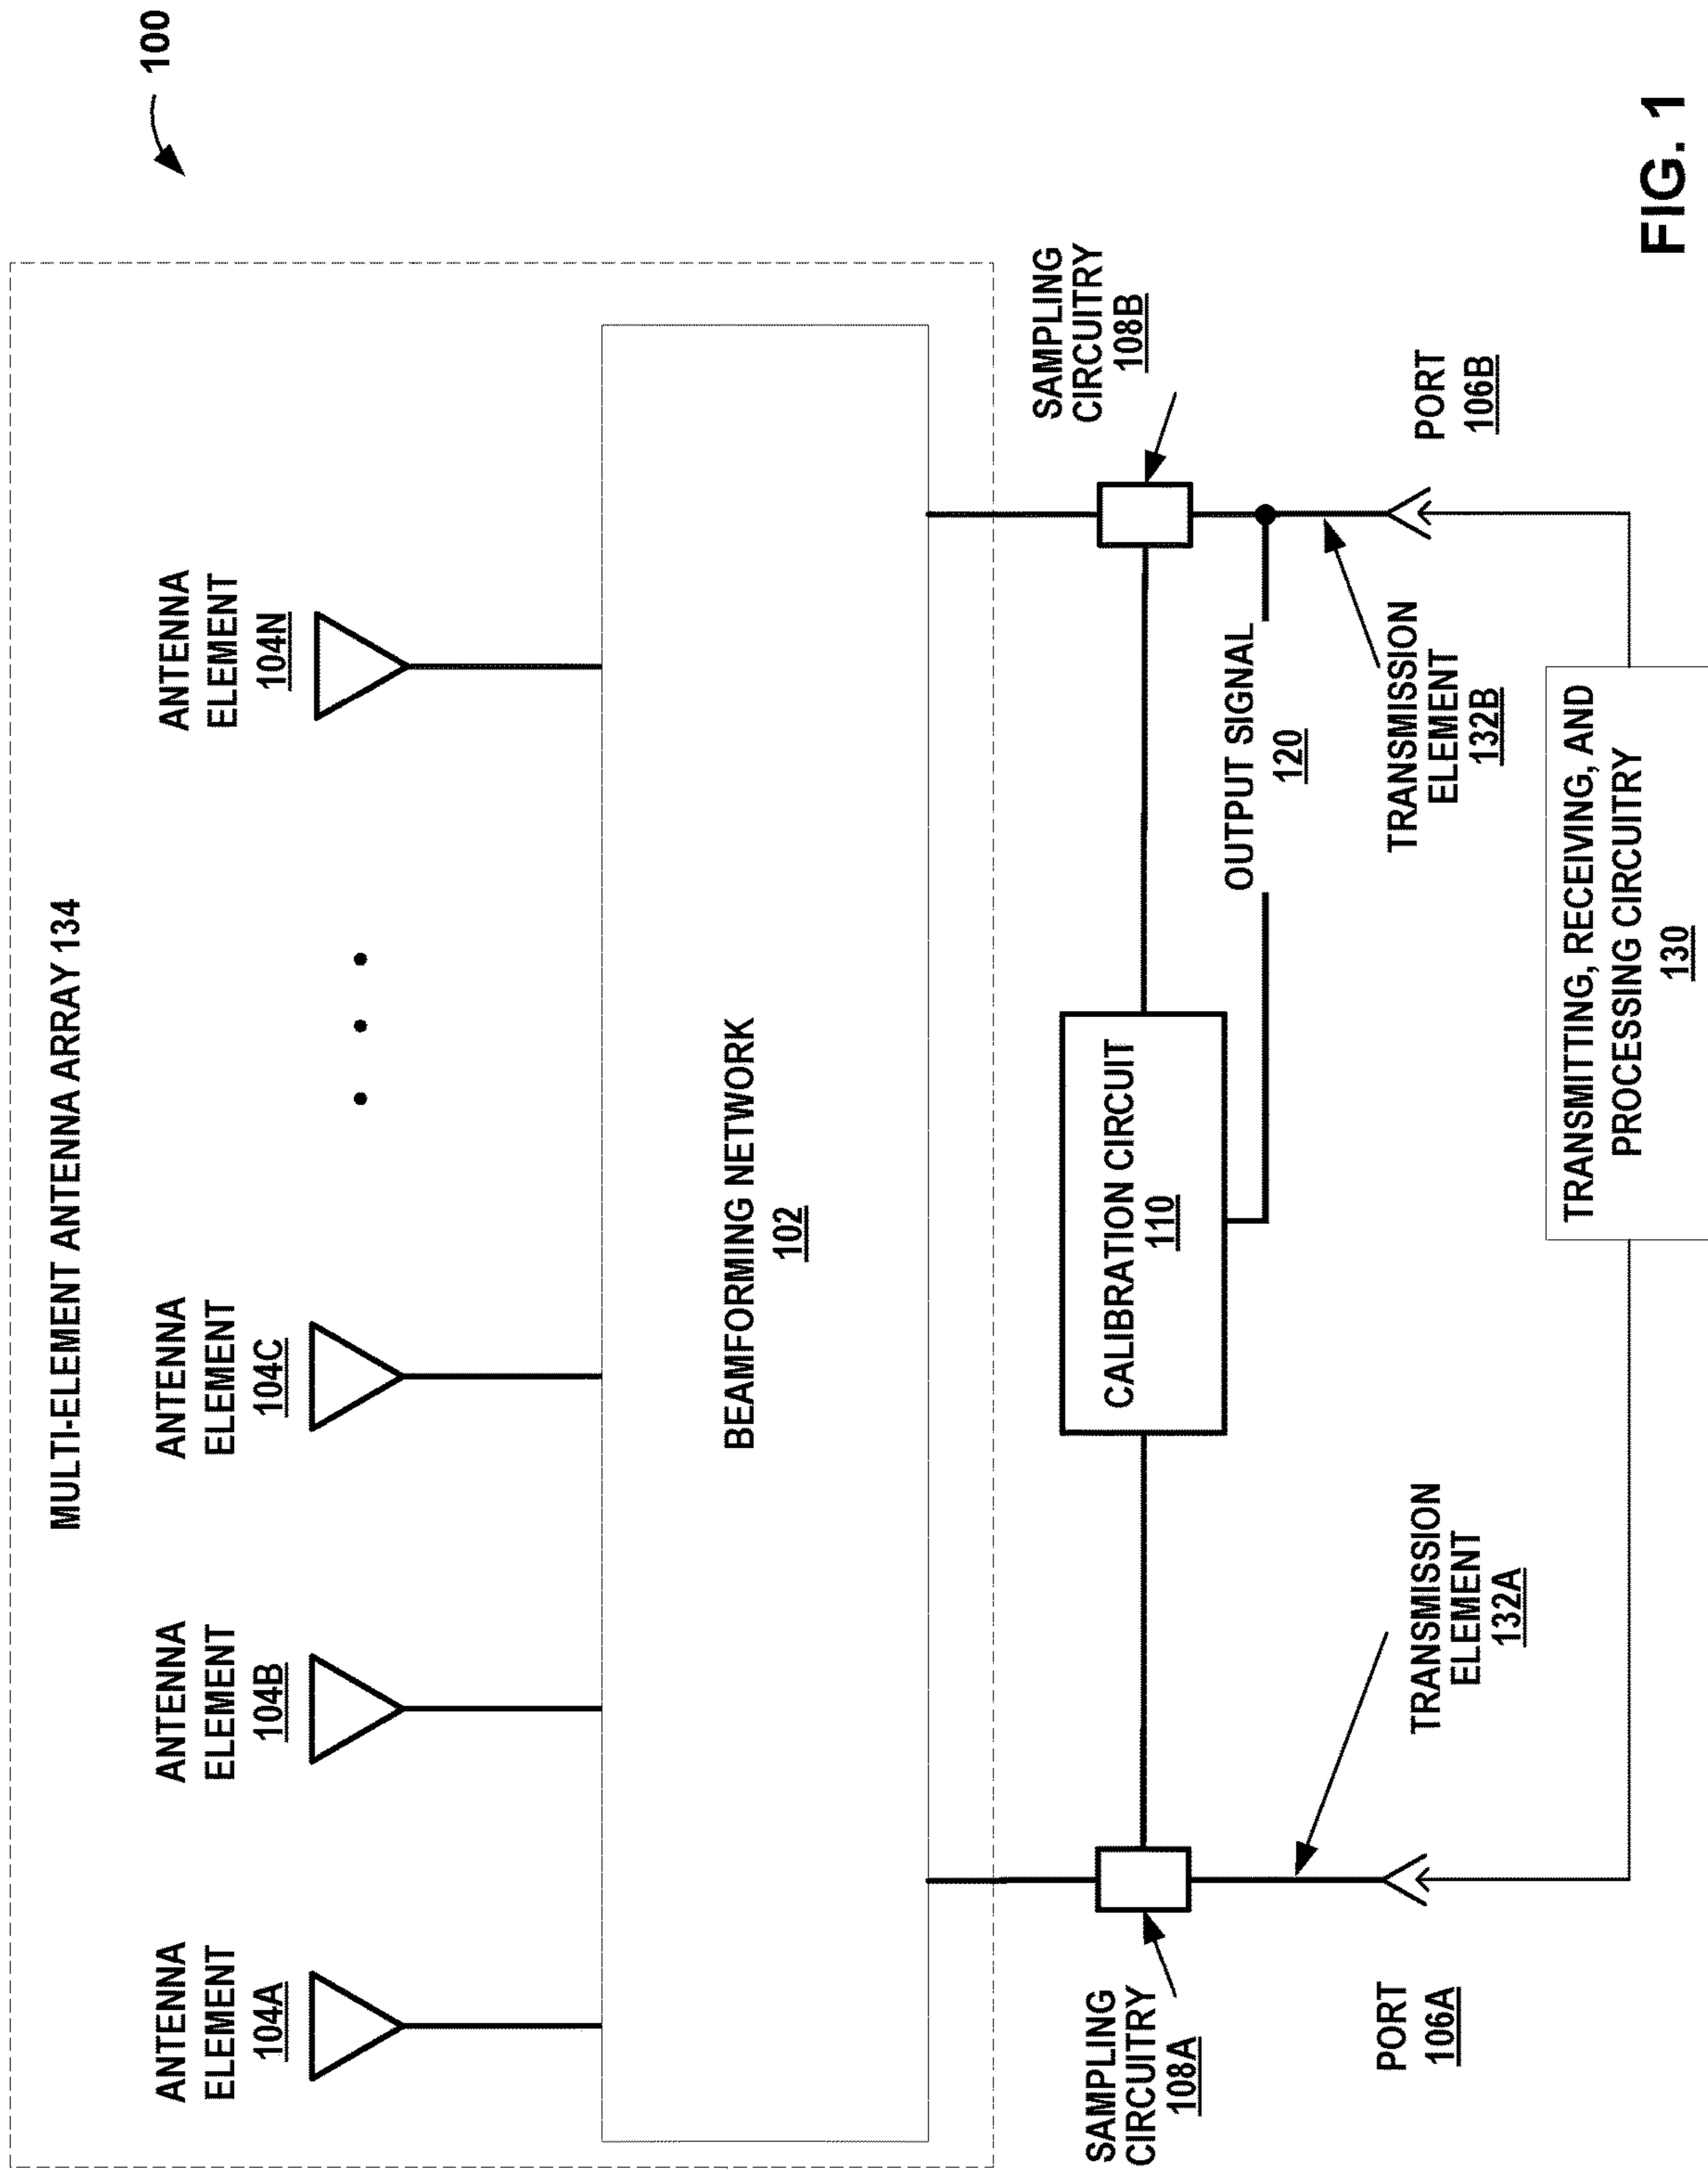 100
MULTI-ELEMENT ANTENNA ARRAY 134
ANTENNA
ELEMENT
104A
ANTENNA
ELEMENT
104B
ANTENNA
ELEMENT
104C
ANTENNA
ELEMENT
104N
BEAMFORMING NETWORK
102
SAMPLING
CIRCUITRY
108A
CALIBRATION CIRCUIT
110
SAMPLING
CIRCUITRY
108B
OUTPUT SIGNAL
120
PORT
106A
TRANSMISSION
ELEMENT
132A
TRANSMISSION
ELEMENT
132B
PORT
106B
TRANSMITTING, RECEIVING, AND
PROCESSING CIRCUITRY
130
FIG. 1